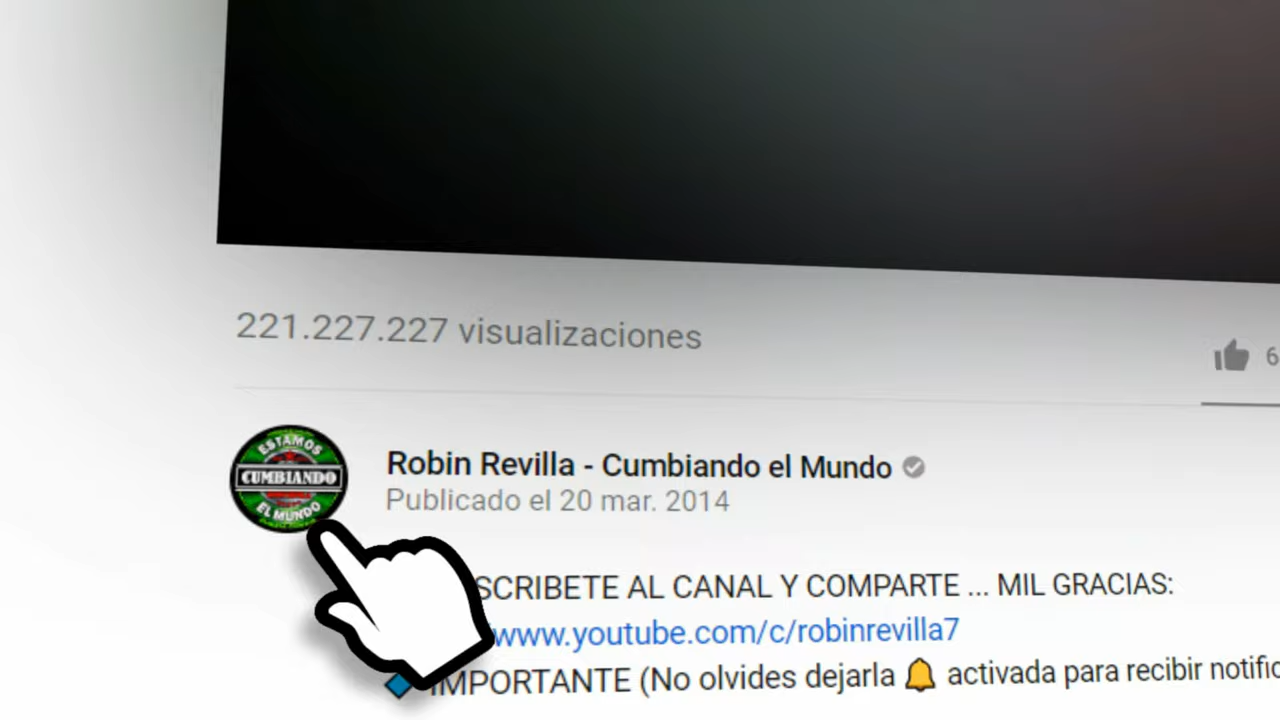 221.227.227 visualizaciones
6
ESTAMOS
CUMBIANDO
EL MUNDO
Robin Revilla - Cumbiando el Mundo
Publicado el 20 mar. 2014
SCRIBETE AL CANAL Y COMPARTE ... MIL GRACIAS:
www.youtube.com/c/robinrevilla7
IMPORTANTE (No olvides dejarla 🔔 activada para recibir notific